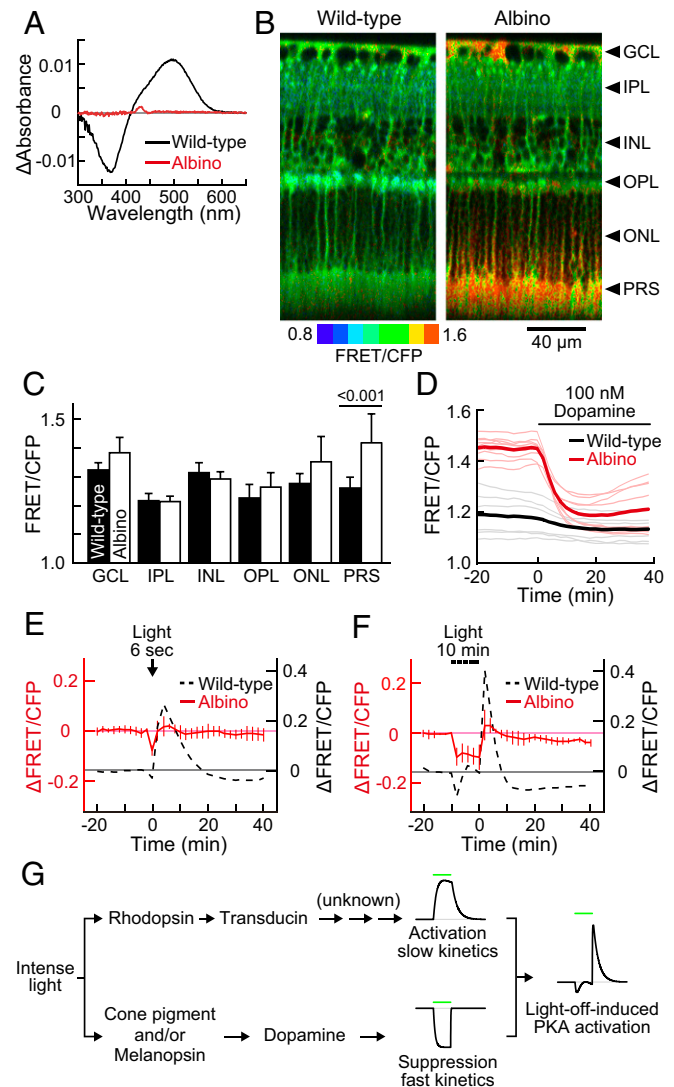 A
0.01
0
-0.01
ΔAbsorbance
Wild-type
Albino
300
400
500
600
Wavelength (nm)
B
Wild-type
Albino
GCL
IPL
INL
OPL
ONL
PRS
0.8
1.6
FRET/CFP
40 µm
C
<0.001
1.5
1.0
FRET/CFP
Wild-type
Albino
GCL
IPL
INL
OPL
ONL
PRS
D
100 nM
Dopamine
Wild-type
Albino
1.6
1.4
1.2
1.0
FRET/CFP
-20
0
20
40
Time (min)
E
Light
6 sec
Wild-type
Albino
0.2
0
-0.2
ΔFRET/CFP
0.4
0.2
0
ΔFRET/CFP
-20
0
20
40
Time (min)
F
Light
10 min
Wild-type
Albino
0.2
0
-0.2
ΔFRET/CFP
0.4
0.2
0
ΔFRET/CFP
-20
0
20
40
Time (min)
G
Intense
light
Rhodopsin
Transducin
(unknown)
Activation
slow kinetics
Cone pigment
and/or
Melanopsin
Dopamine
Suppression
fast kinetics
Light-off-induced
PKA activation